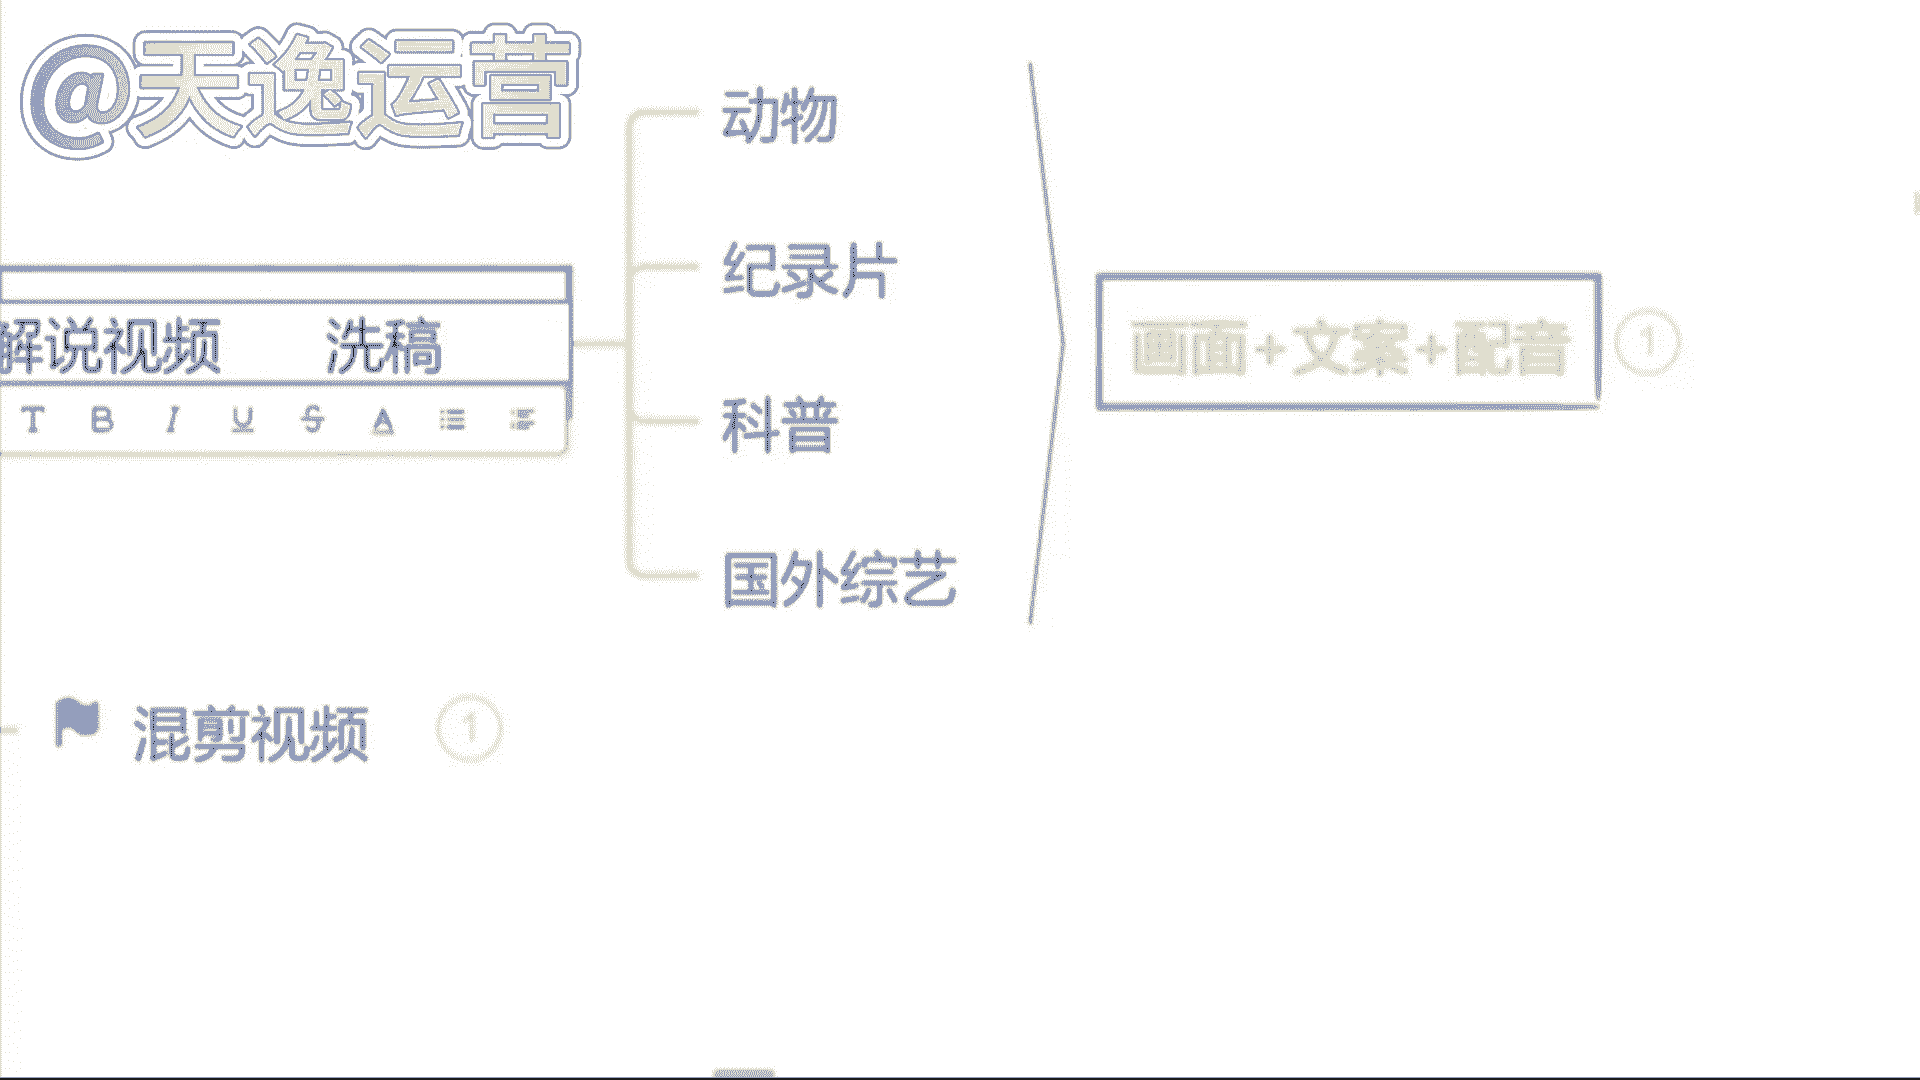 @天逸运营
动物
纪录片
解说视频 洗稿
画面+文案+配音 1
T B I U S A
科普
国外综艺
混剪视频 1